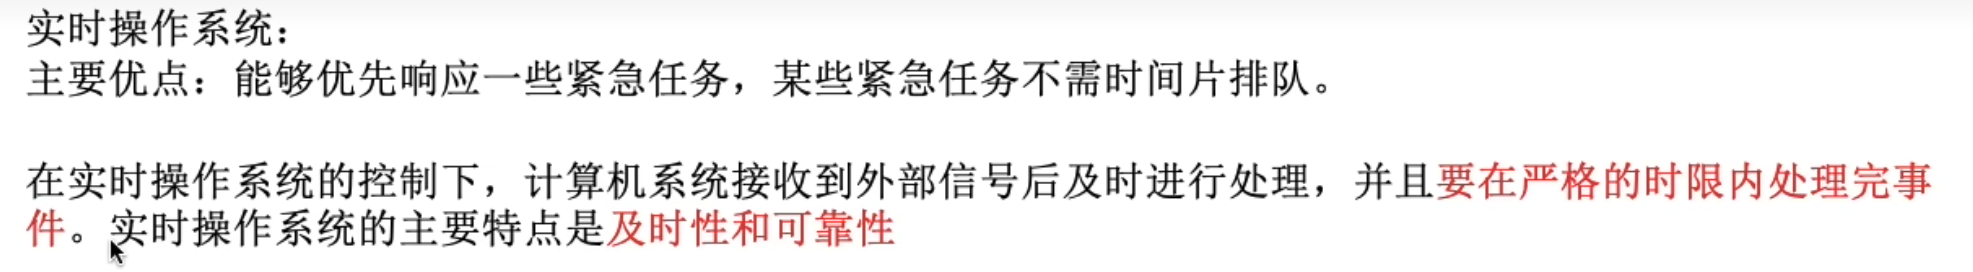 实时操作系统：
主要优点：能够优先响应一些紧急任务，某些紧急任务不需时间片排队。
在实时操作系统的控制下，计算机系统接收到外部信号后及时进行处理，并且要在严格的时限内处理完事
件。实时操作系统的主要特点是及时性和可靠性